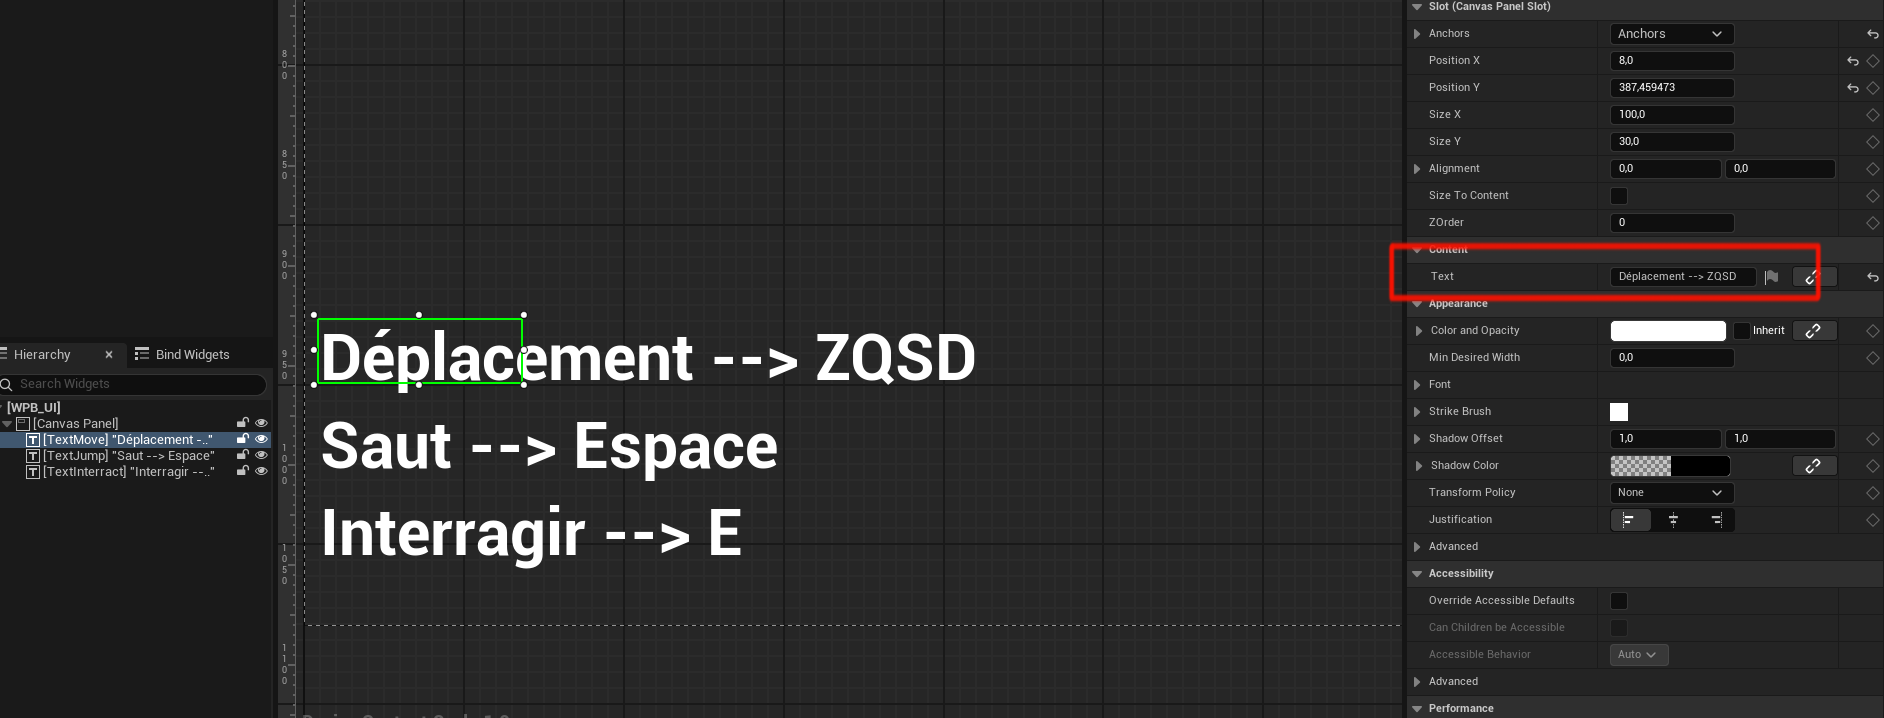 Hierarchy
Bind Widgets
Search Widgets
[WPB_UI]
[Canvas Panel]
[TextMove] "Déplacement -.."
[TextJump] "Saut --> Espace"
[TextInterract] "Interragir --.."
800
850
900
950
1000
1050
1100
Déplacement --> ZQSD
Saut --> Espace
Interragir --> E
Slot (Canvas Panel Slot)
Anchors Anchors
Position X 8,0
Position Y 387,459473
Size X 100,0
Size Y 30,0
Alignment 0,0 0,0
Size To Content
ZOrder 0
Content
Text Déplacement --> ZQSD
Appearance
Color and Opacity Inherit
Min Desired Width 0,0
Font
Strike Brush
Shadow Offset 1,0 1,0
Shadow Color
Transform Policy None
Justification
Advanced
Accessibility
Override Accessible Defaults
Can Children be Accessible
Accessible Behavior Auto
Advanced
Performance